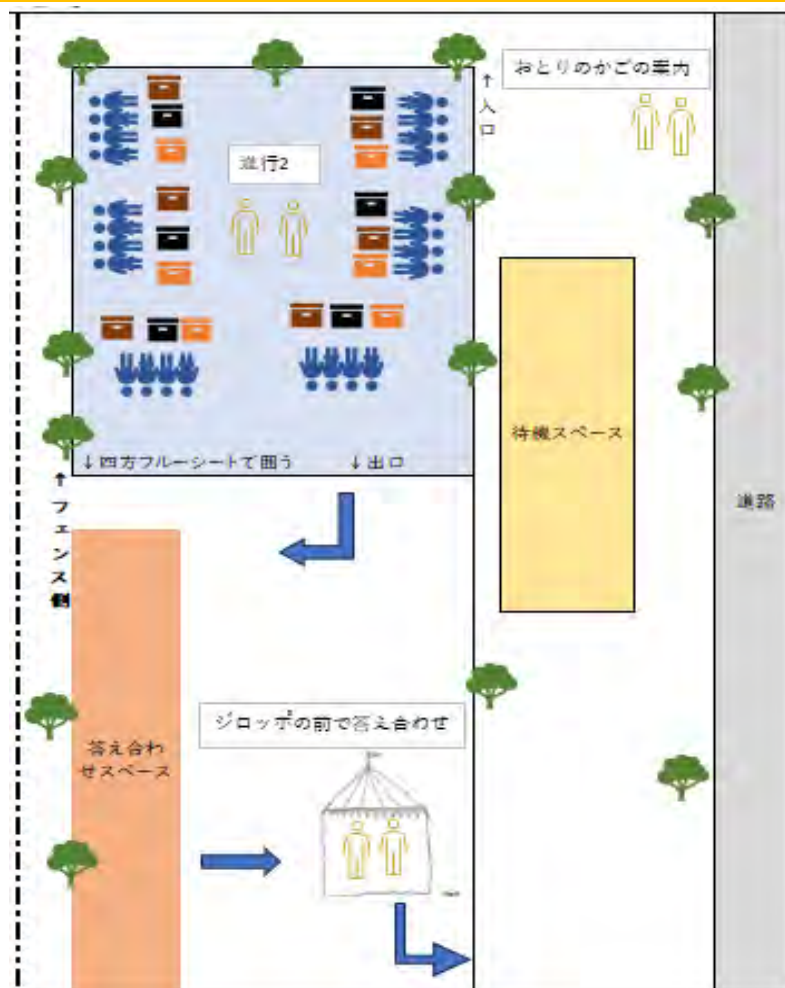 おとりのかごの案内
↑入口
進行2
待機スペース
↓四方フルーシートで囲う
↓出口
道路
↑フェンス側
ジロッポの前で答え合わせ
答え合わ
せスペース